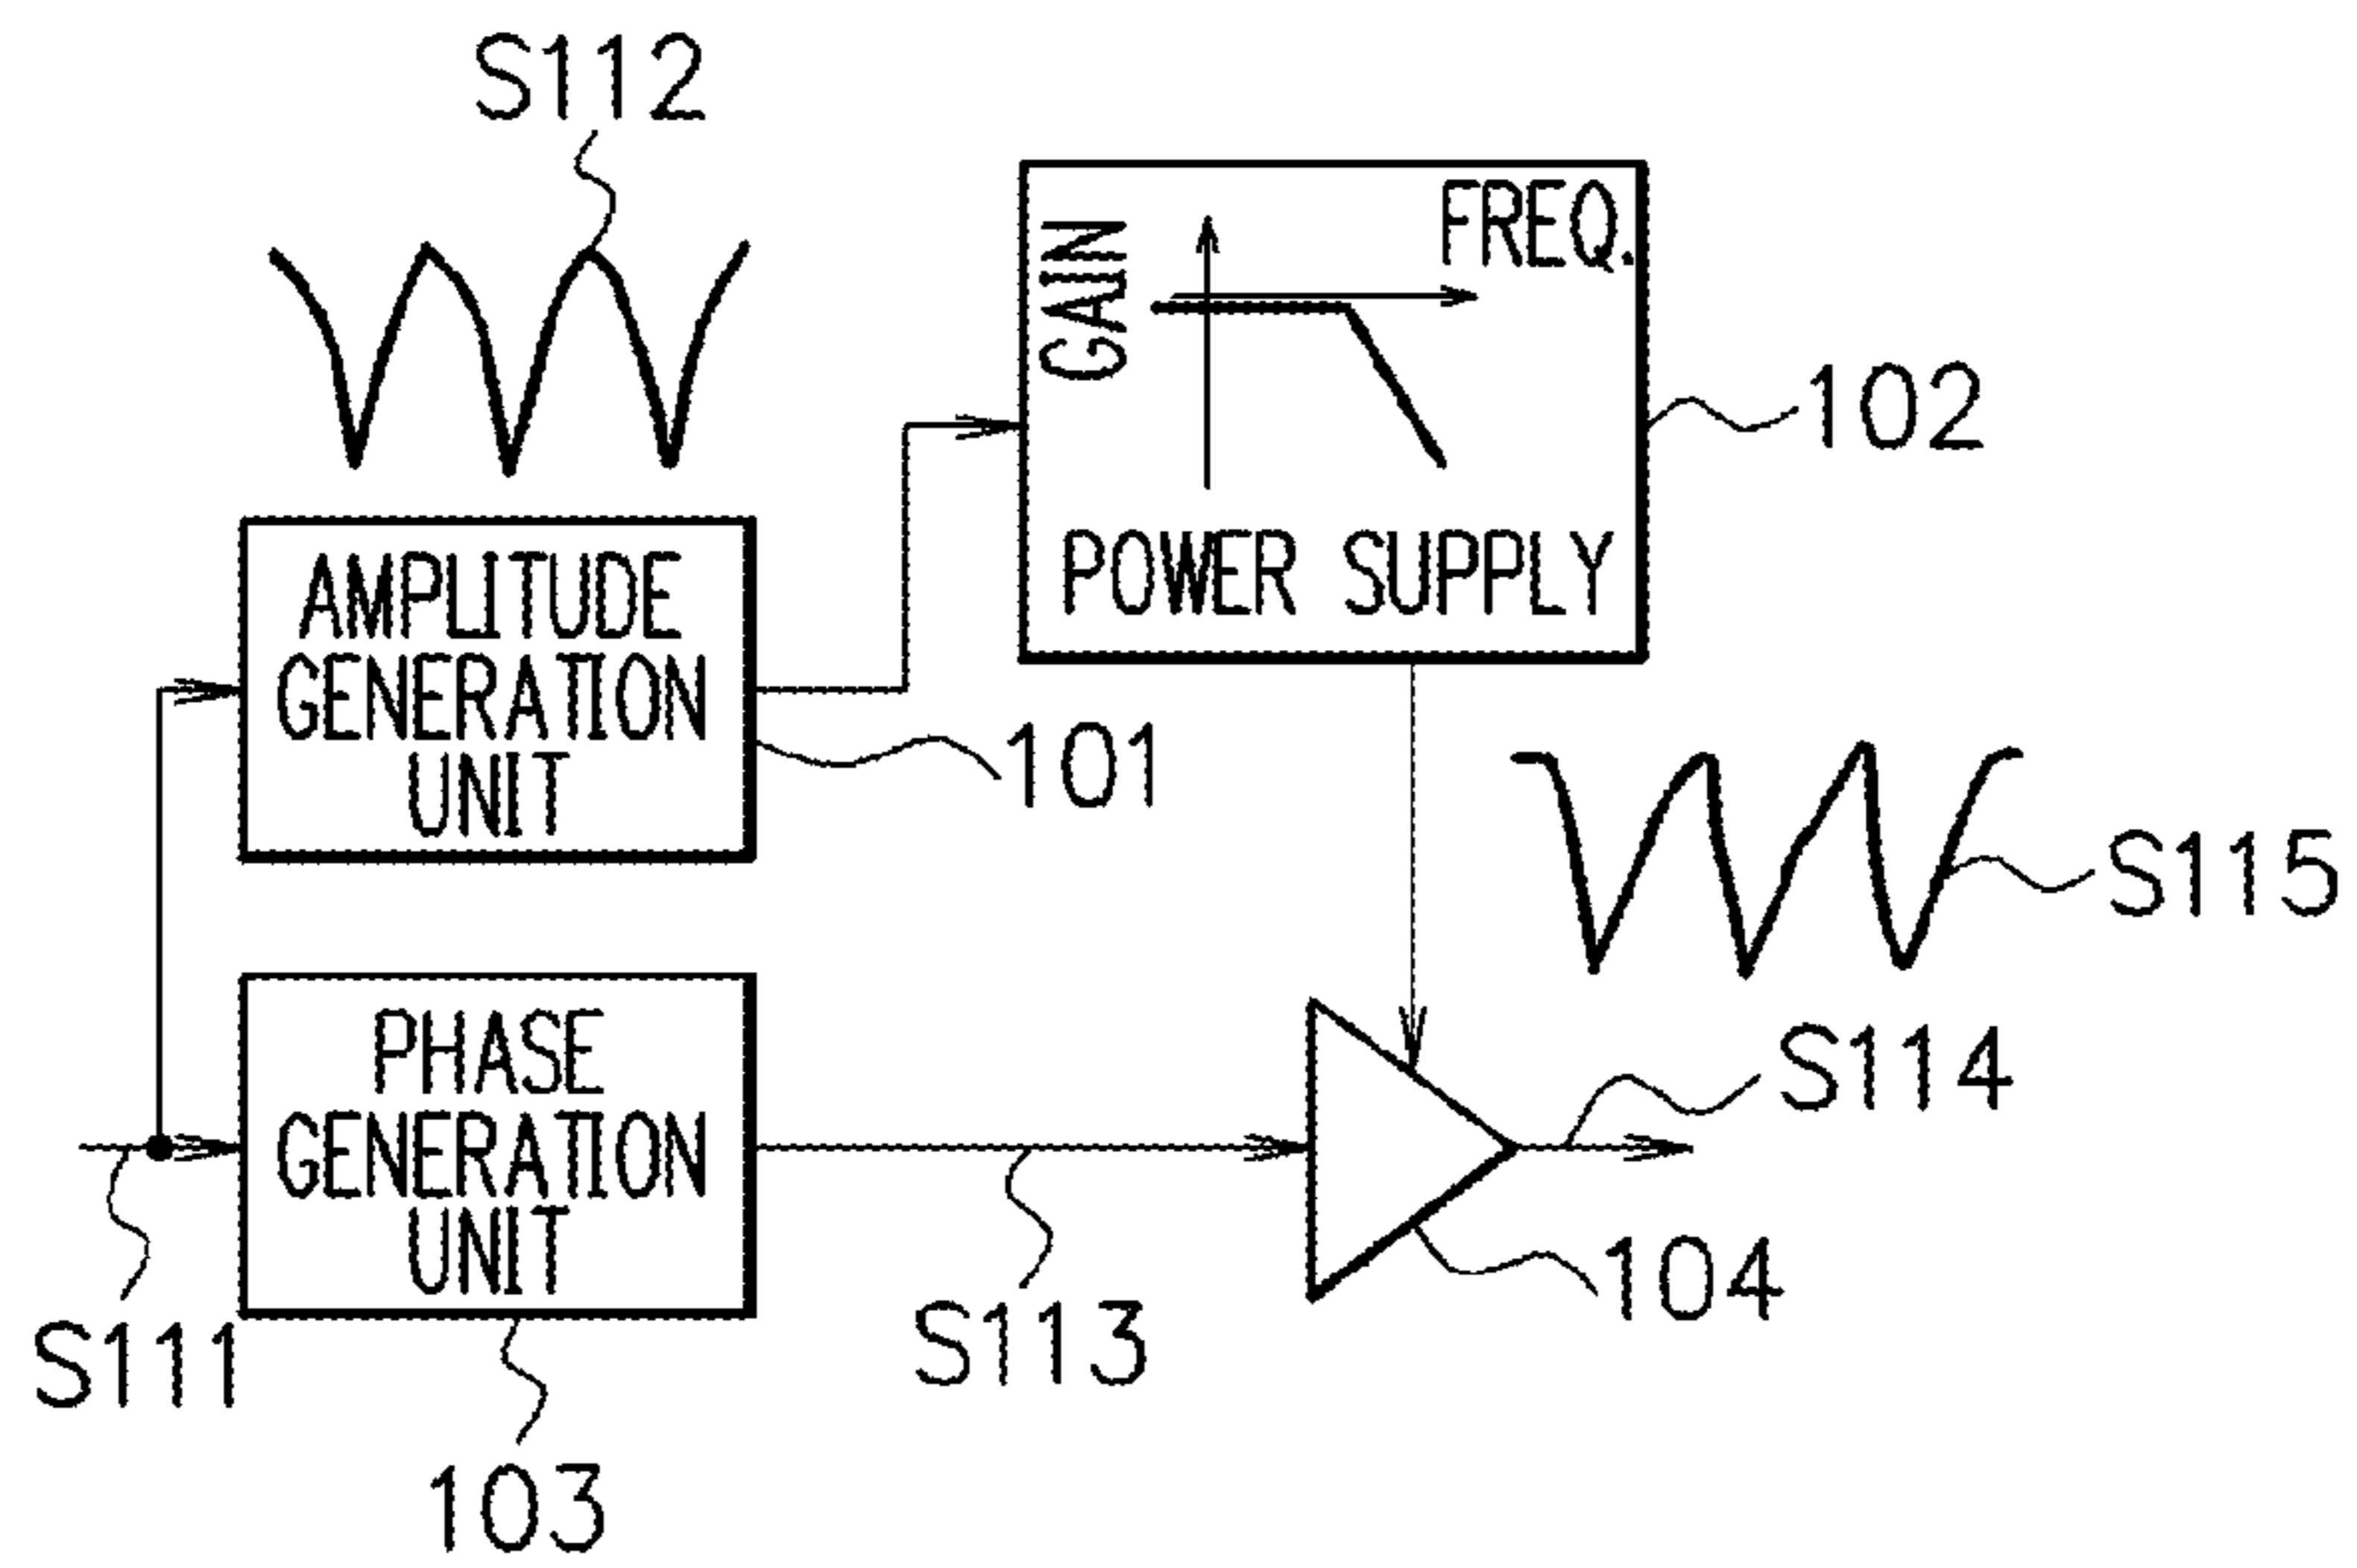 S112
FREQ.
GAIN
102
POWER SUPPLY
AMPLITUDE
GENERATION
UNIT
101
S115
PHASE
GENERATION
UNIT
S114
104
S113
S111
103